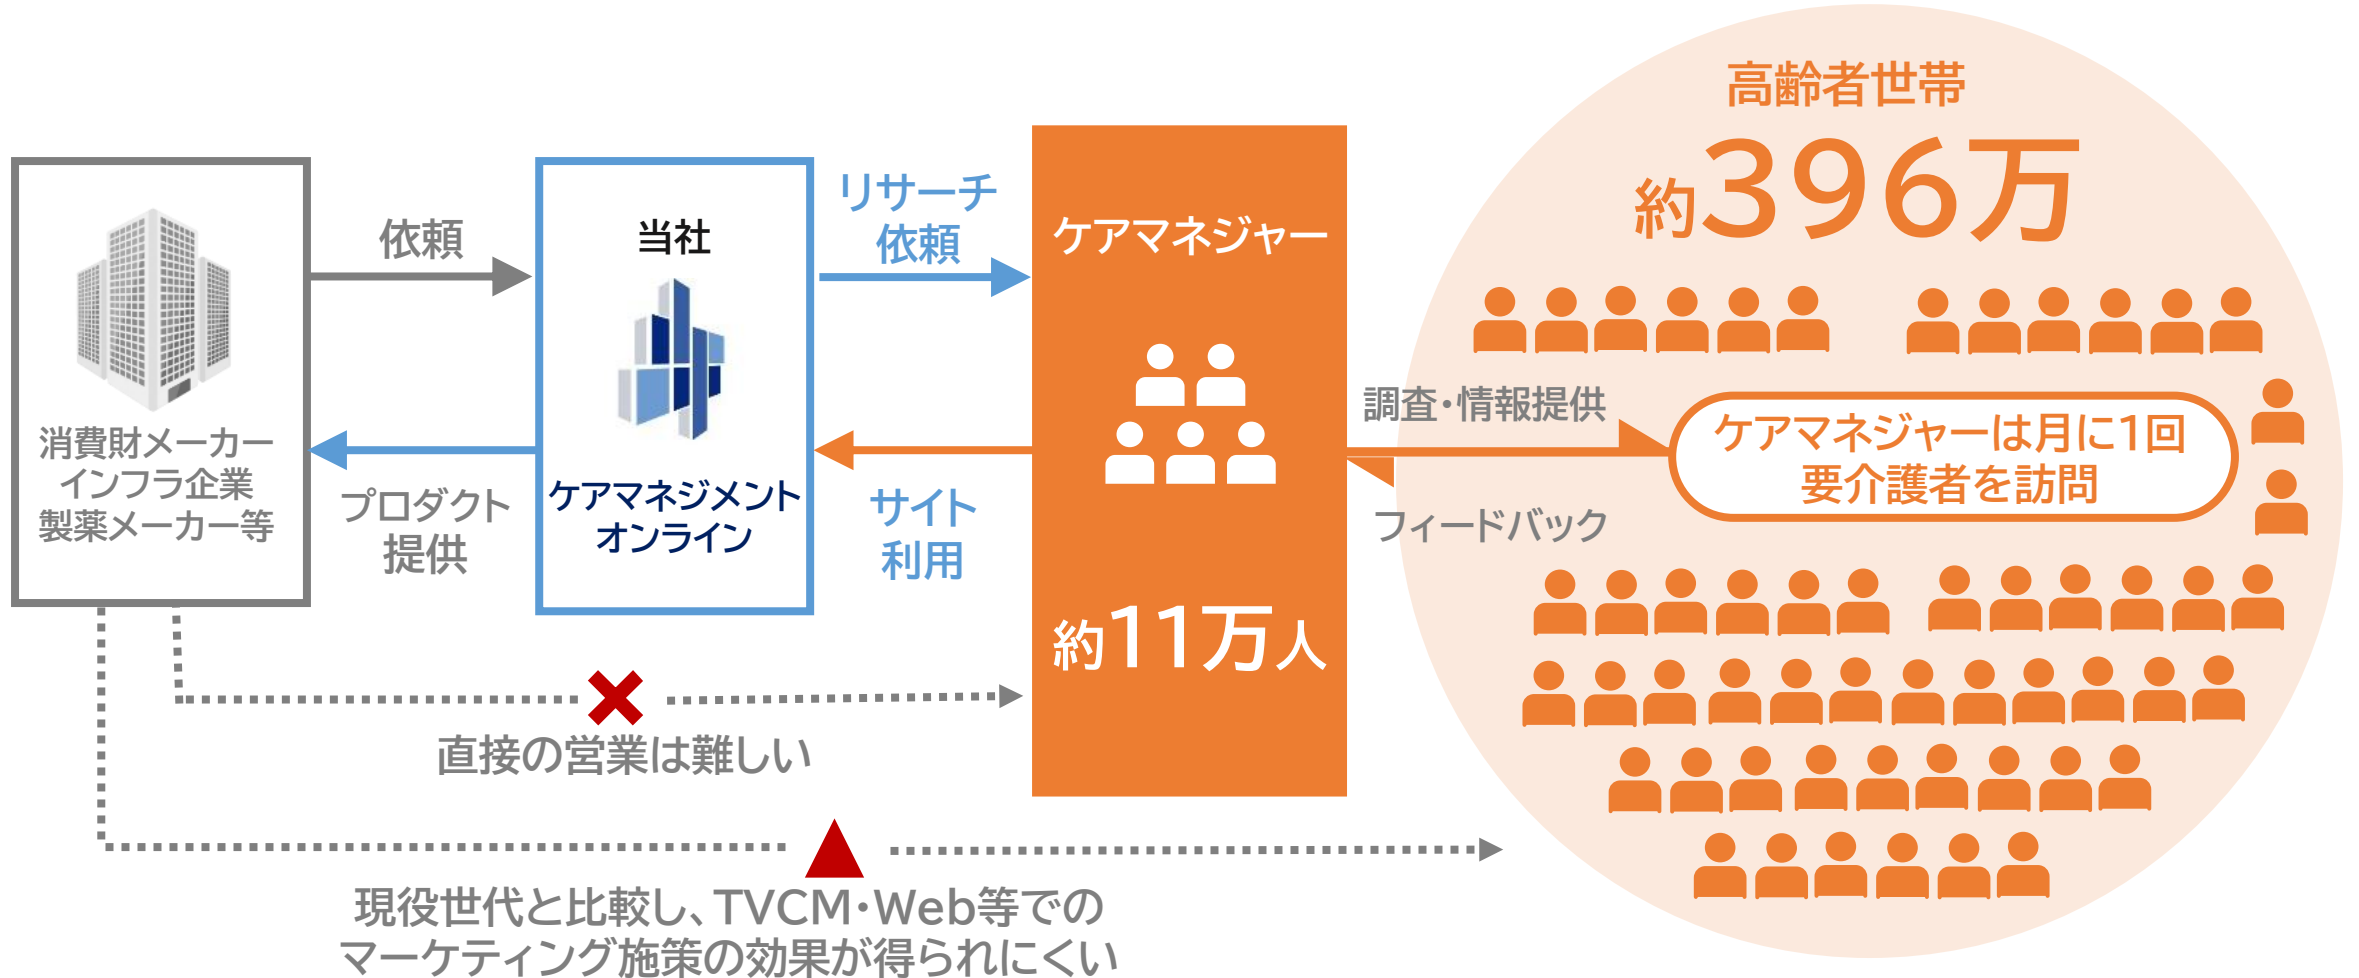 消費財メーカー
インフラ企業
製薬メーカー等
依頼
プロダクト
提供
当社
ケアマネジメント
オンライン
リサーチ
依頼
サイト
利用
ケアマネジャー
約11万人
調査・情報提供
フィードバック
高齢者世帯
約396万
ケアマネジャーは月に1回
要介護者を訪問
直接の営業は難しい
現役世代と比較し、TVCM・Web等での
マーケティング施策の効果が得られにくい